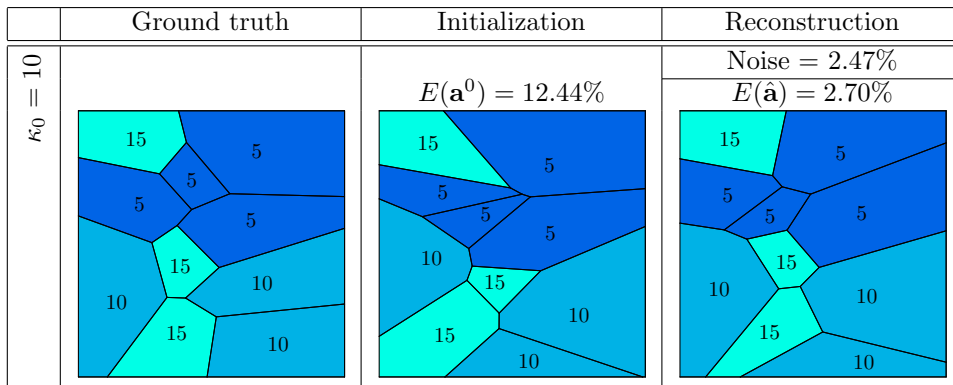 Ground truth Initialization Reconstruction
Noise = 2.47%
E(a⁰) = 12.44% E(â) = 2.70%
κ₀ = 10
15 5 5 5 5 15 10 10 15 10
15 5 5 5 5 10 15 10 15 10
15 5 5 5 5 15 10 10 15 10